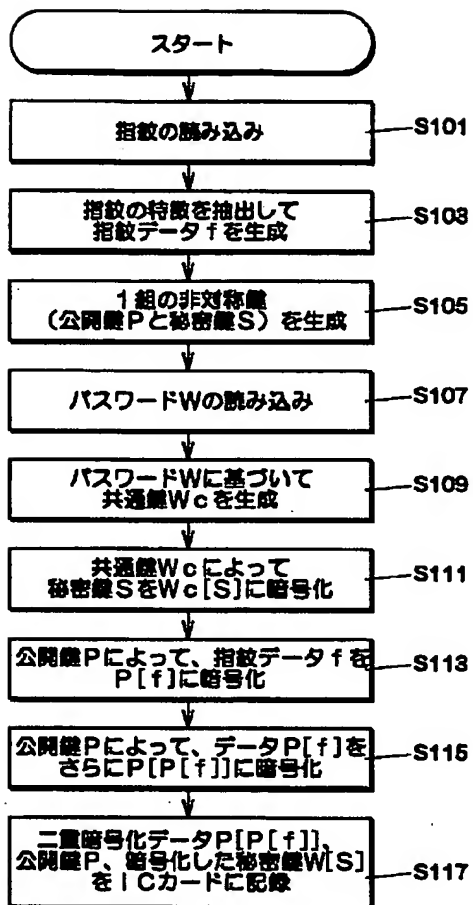 スタート
指紋の読み込み
S101
指紋の特徴を抽出して
指紋データfを生成
S103
1組の非対称鍵
(公開鍵Pと秘密鍵S)を生成
S105
パスワードWの読み込み
S107
パスワードWに基づいて
共通鍵Wcを生成
S109
共通鍵Wcによって
秘密鍵SをWc[S]に暗号化
S111
公開鍵Pによって、指紋データfを
P[f]に暗号化
S113
公開鍵Pによって、データP[f]を
さらにP[P[f]]に暗号化
S115
二重暗号化データP[P[f]]、
公開鍵P、暗号化した秘密鍵W[S]
をICカードに記録
S117